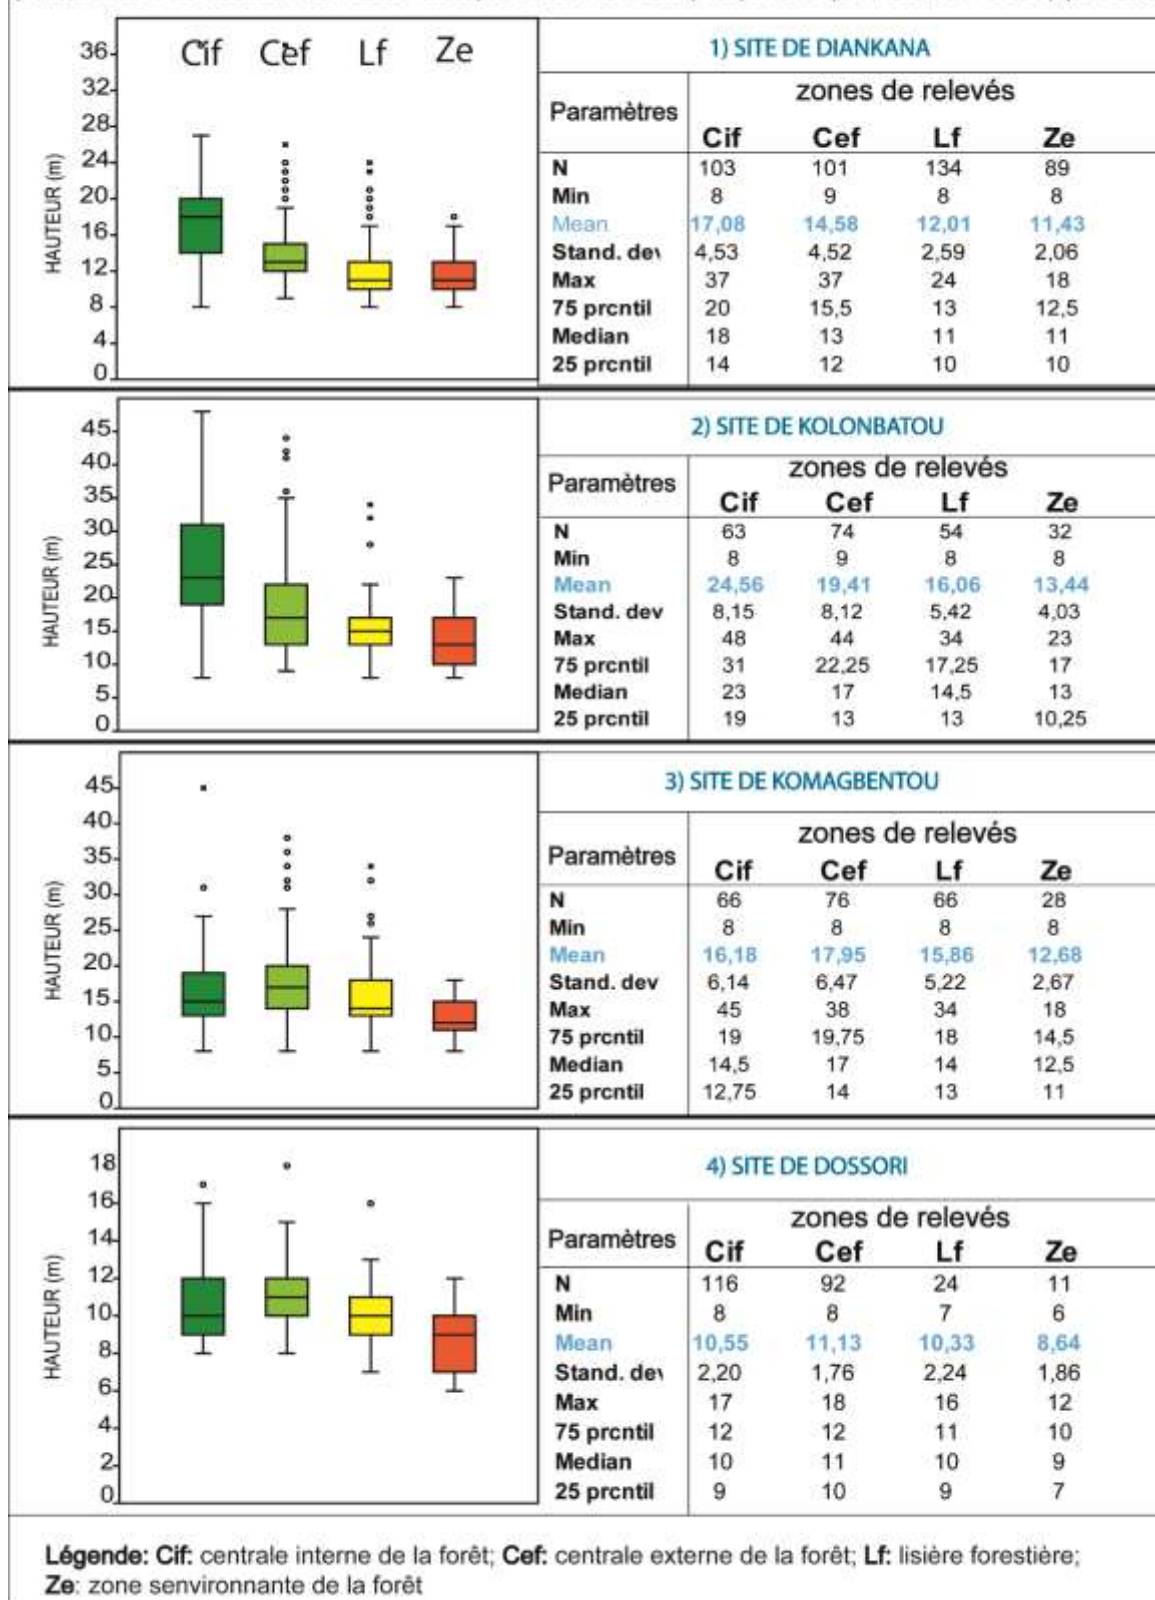 1) SITE DE DIANKANA
36 Cif Cef Lf Ze
32
28
24
20
16
12
8
4
0
HAUTEUR (m)
Paramètres zones de relevés
Cif Cef Lf Ze
N 103 101 134 89
Min 8 9 8 8
Mean 17,08 14,58 12,01 11,43
Stand. dev 4,53 4,52 2,59 2,06
Max 37 37 24 18
75 prcntil 20 15,5 13 12,5
Median 18 13 11 11
25 prcntil 14 12 10 10
2) SITE DE KOLONBATOU
45
40
35
30
25
20
15
10
5
0
HAUTEUR (m)
Paramètres zones de relevés
Cif Cef Lf Ze
N 63 74 54 32
Min 8 9 8 8
Mean 24,56 19,41 16,06 13,44
Stand. dev 8,15 8,12 5,42 4,03
Max 48 44 34 23
75 prcntil 31 22,25 17,25 17
Median 23 17 14,5 13
25 prcntil 19 13 13 10,25
3) SITE DE KOMAGBENTOU
45
40
35
30
25
20
15
10
5
0
HAUTEUR (m)
Paramètres zones de relevés
Cif Cef Lf Ze
N 66 76 66 28
Min 8 8 8 8
Mean 16,18 17,95 15,86 12,68
Stand. dev 6,14 6,47 5,22 2,67
Max 45 38 34 18
75 prcntil 19 19,75 18 14,5
Median 14,5 17 14 12,5
25 prcntil 12,75 14 13 11
4) SITE DE DOSSORI
18
16
14
12
10
8
6
4
2
0
HAUTEUR (m)
Paramètres zones de relevés
Cif Cef Lf Ze
N 116 92 24 11
Min 8 8 7 6
Mean 10,55 11,13 10,33 8,64
Stand. dev 2,20 1,76 2,24 1,86
Max 17 18 16 12
75 prcntil 12 12 11 10
Median 10 11 10 9
25 prcntil 9 10 9 7
Légende: Cif: centrale interne de la forêt; Cef: centrale externe de la forêt; Lf: lisière forestière;
Ze: zone senvironnante de la forêt